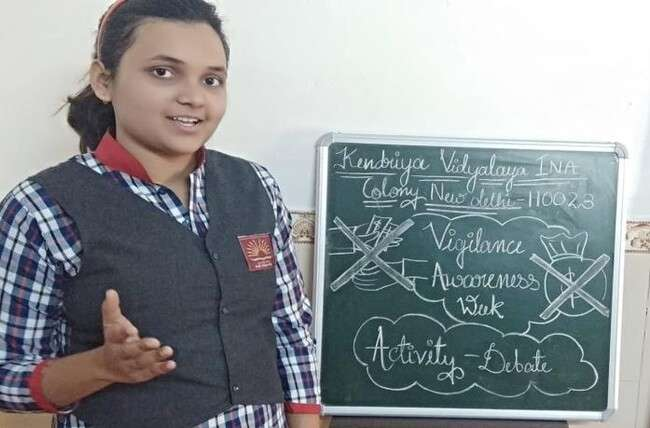 Kendriya Vidyalaya INA
Colony New delhi-110023
Vigilance
Awareness
Week
$
Activity - Debate